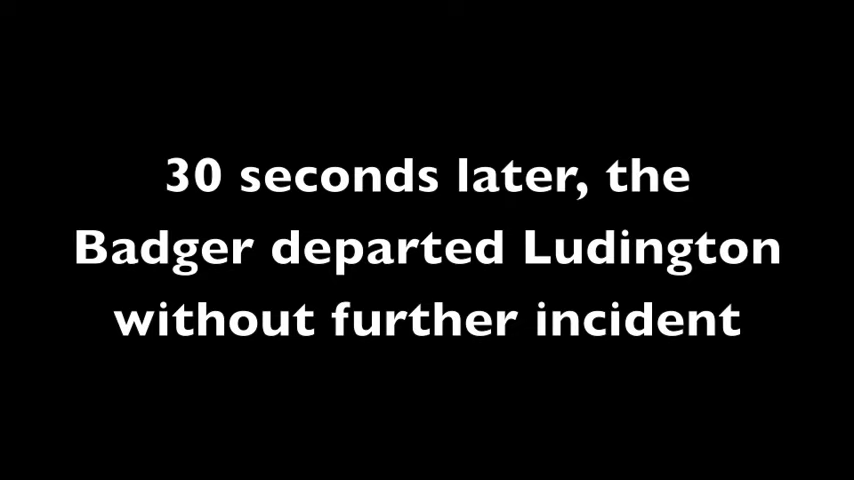 30 seconds later, the
Badger departed Ludington
without further incident